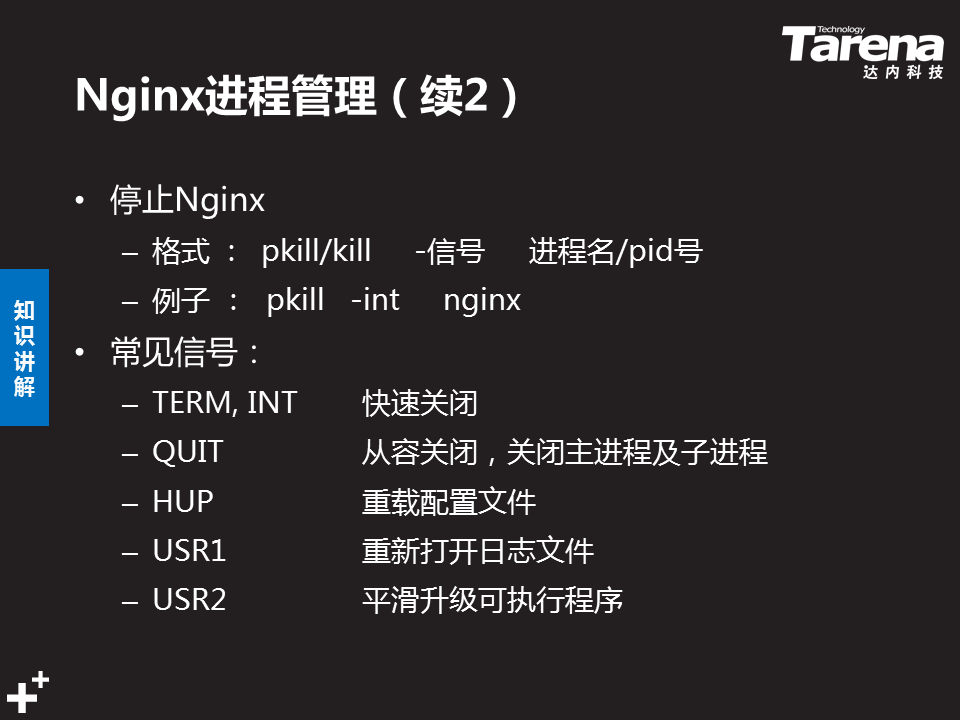 Technology
Tarena
达内科技
Nginx进程管理（续2）
• 停止Nginx
– 格式 ： pkill/kill -信号 进程名/pid号
– 例子 ： pkill -int nginx
• 常见信号：
– TERM, INT 快速关闭
– QUIT 从容关闭，关闭主进程及子进程
– HUP 重载配置文件
– USR1 重新打开日志文件
– USR2 平滑升级可执行程序
知识讲解